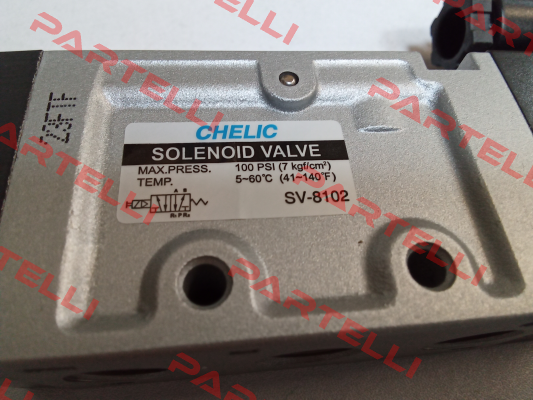 CHELIC
SOLENOID VALVE
MAX.PRESS. 100 PSI (7 kgf/cm²)
TEMP. 5~60°C (41~140°F)
SV-8102
PARTELLI
PARTELLI
PARTELLI
PARTELLI
PARTELLI